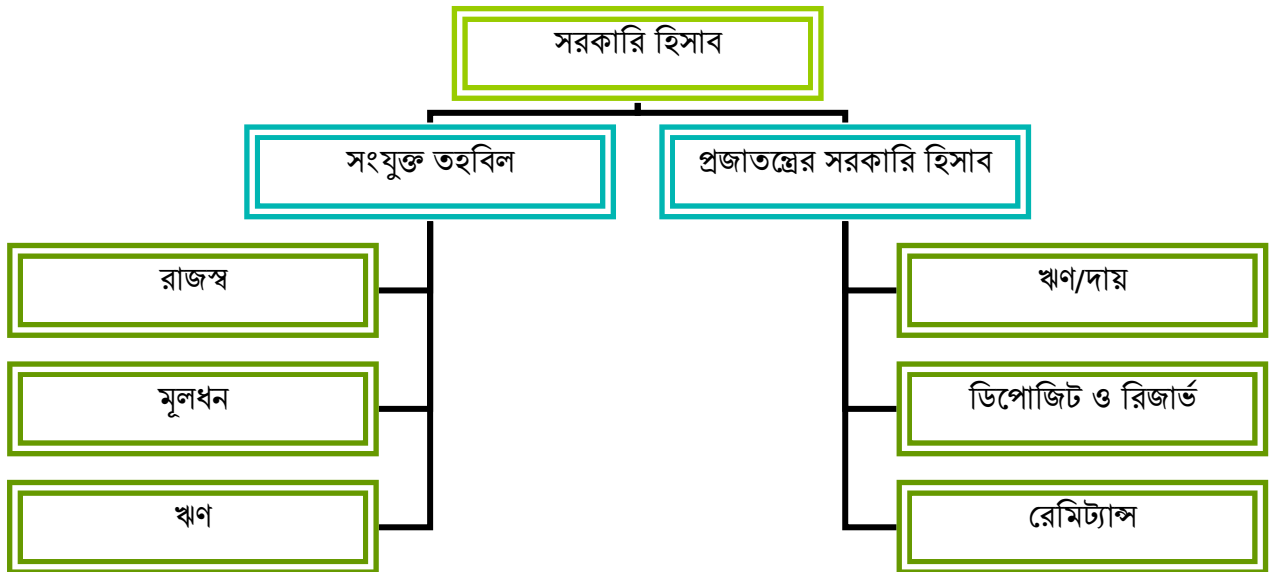 সরকারি হিসাব
সংযুক্ত তহবিল
প্রজাতন্ত্রের সরকারি হিসাব
রাজস্ব
ঋণ/দায়
মূলধন
ডিপোজিট ও রিজার্ভ
ঋণ
রেমিট্যান্স